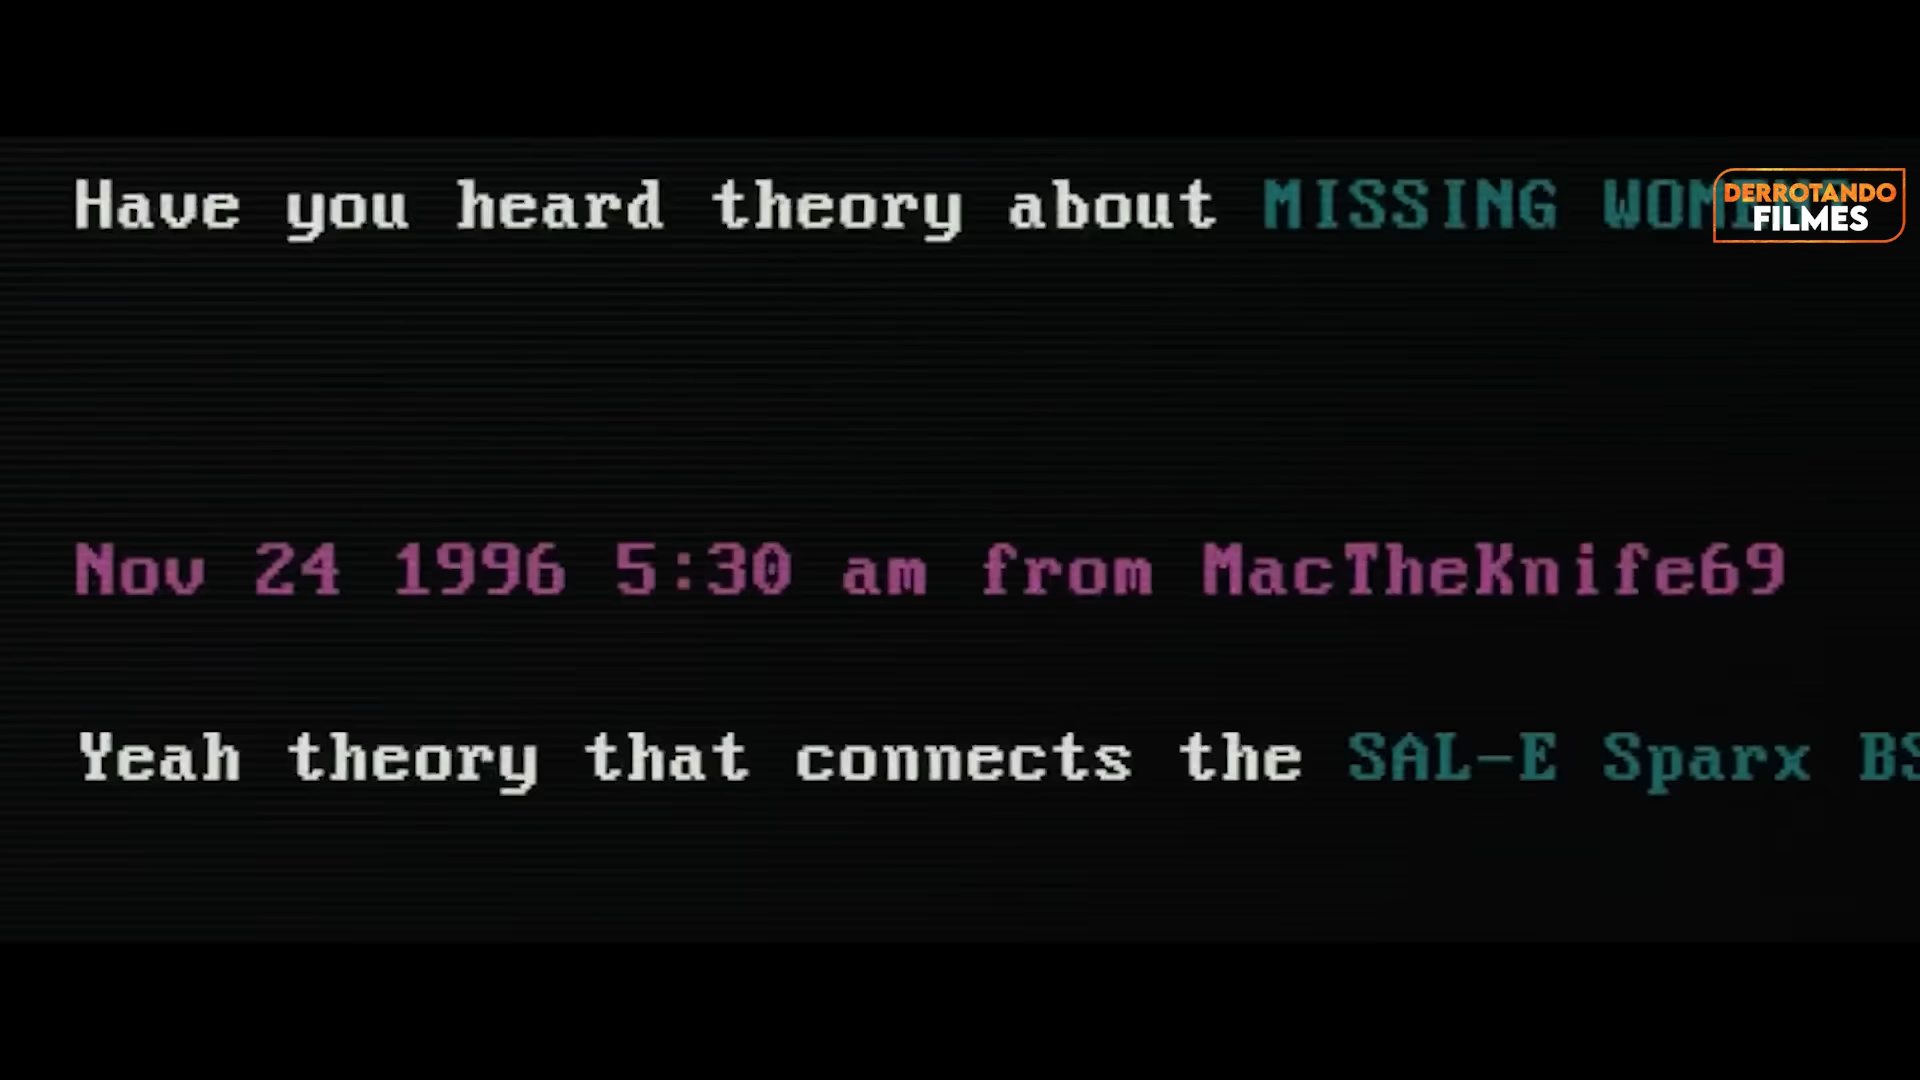 Have you heard theory about MISSING
DERROTANDO
FILMES
Nov 24 1996 5:30 am from MacTheKnife69
Yeah theory that connects the SAL-E Sparx